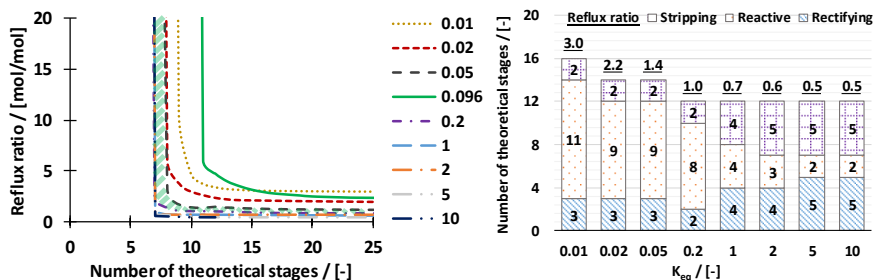 Reflux ratio / [mol/mol]
20
15
10
5
0
0 5 10 15 20 25
Number of theoretical stages / [-]
0.01
0.02
0.05
0.096
0.2
1
2
5
10
Reflux ratio Stripping Reactive Rectifying
Number of theoretical stages / [-]
20
16
12
8
4
0
3.0 2.2 1.4 1.0 0.7 0.6 0.5 0.5
2 2 2 2 4 5 5 5
11 9 9 8 4 3 2 2
3 3 3 2 4 4 5 5
0.01 0.02 0.05 0.2 1 2 5 10
Keq / [-]